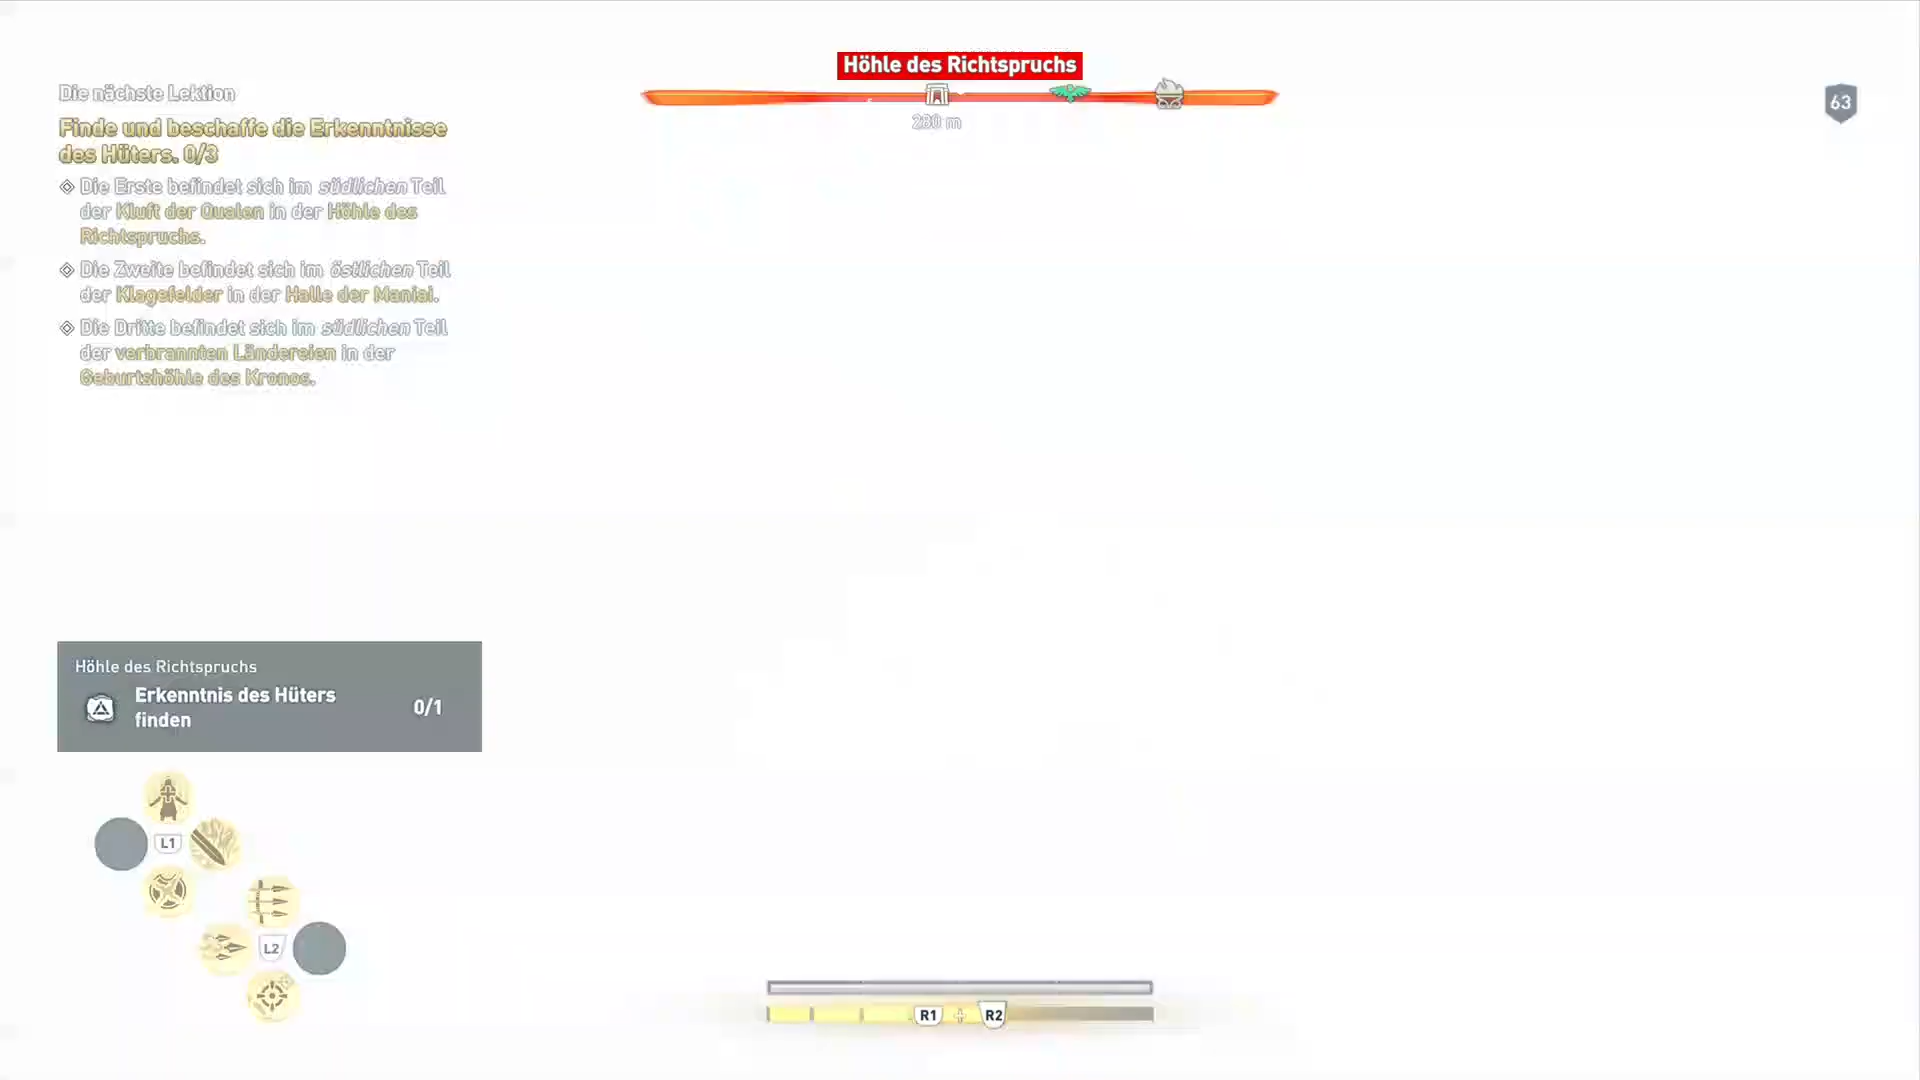 Höhle des Richtspruchs
280 m
63
Die nächste Lektion
Finde und beschaffe die Erkenntnisse
des Hüters. 0/3
Die Erste befindet sich im südlichen Teil
der Kluft der Qualen in der Höhle des
Richtspruchs.
Die Zweite befindet sich im östlichen Teil
der Klagefelder in der Halle der Maniai.
Die Dritte befindet sich im südlichen Teil
der verbrannten Ländereien in der
Geburtshöhle des Kronos.
Höhle des Richtspruchs
Erkenntnis des Hüters
finden
0/1
L1
L2
R1 + R2